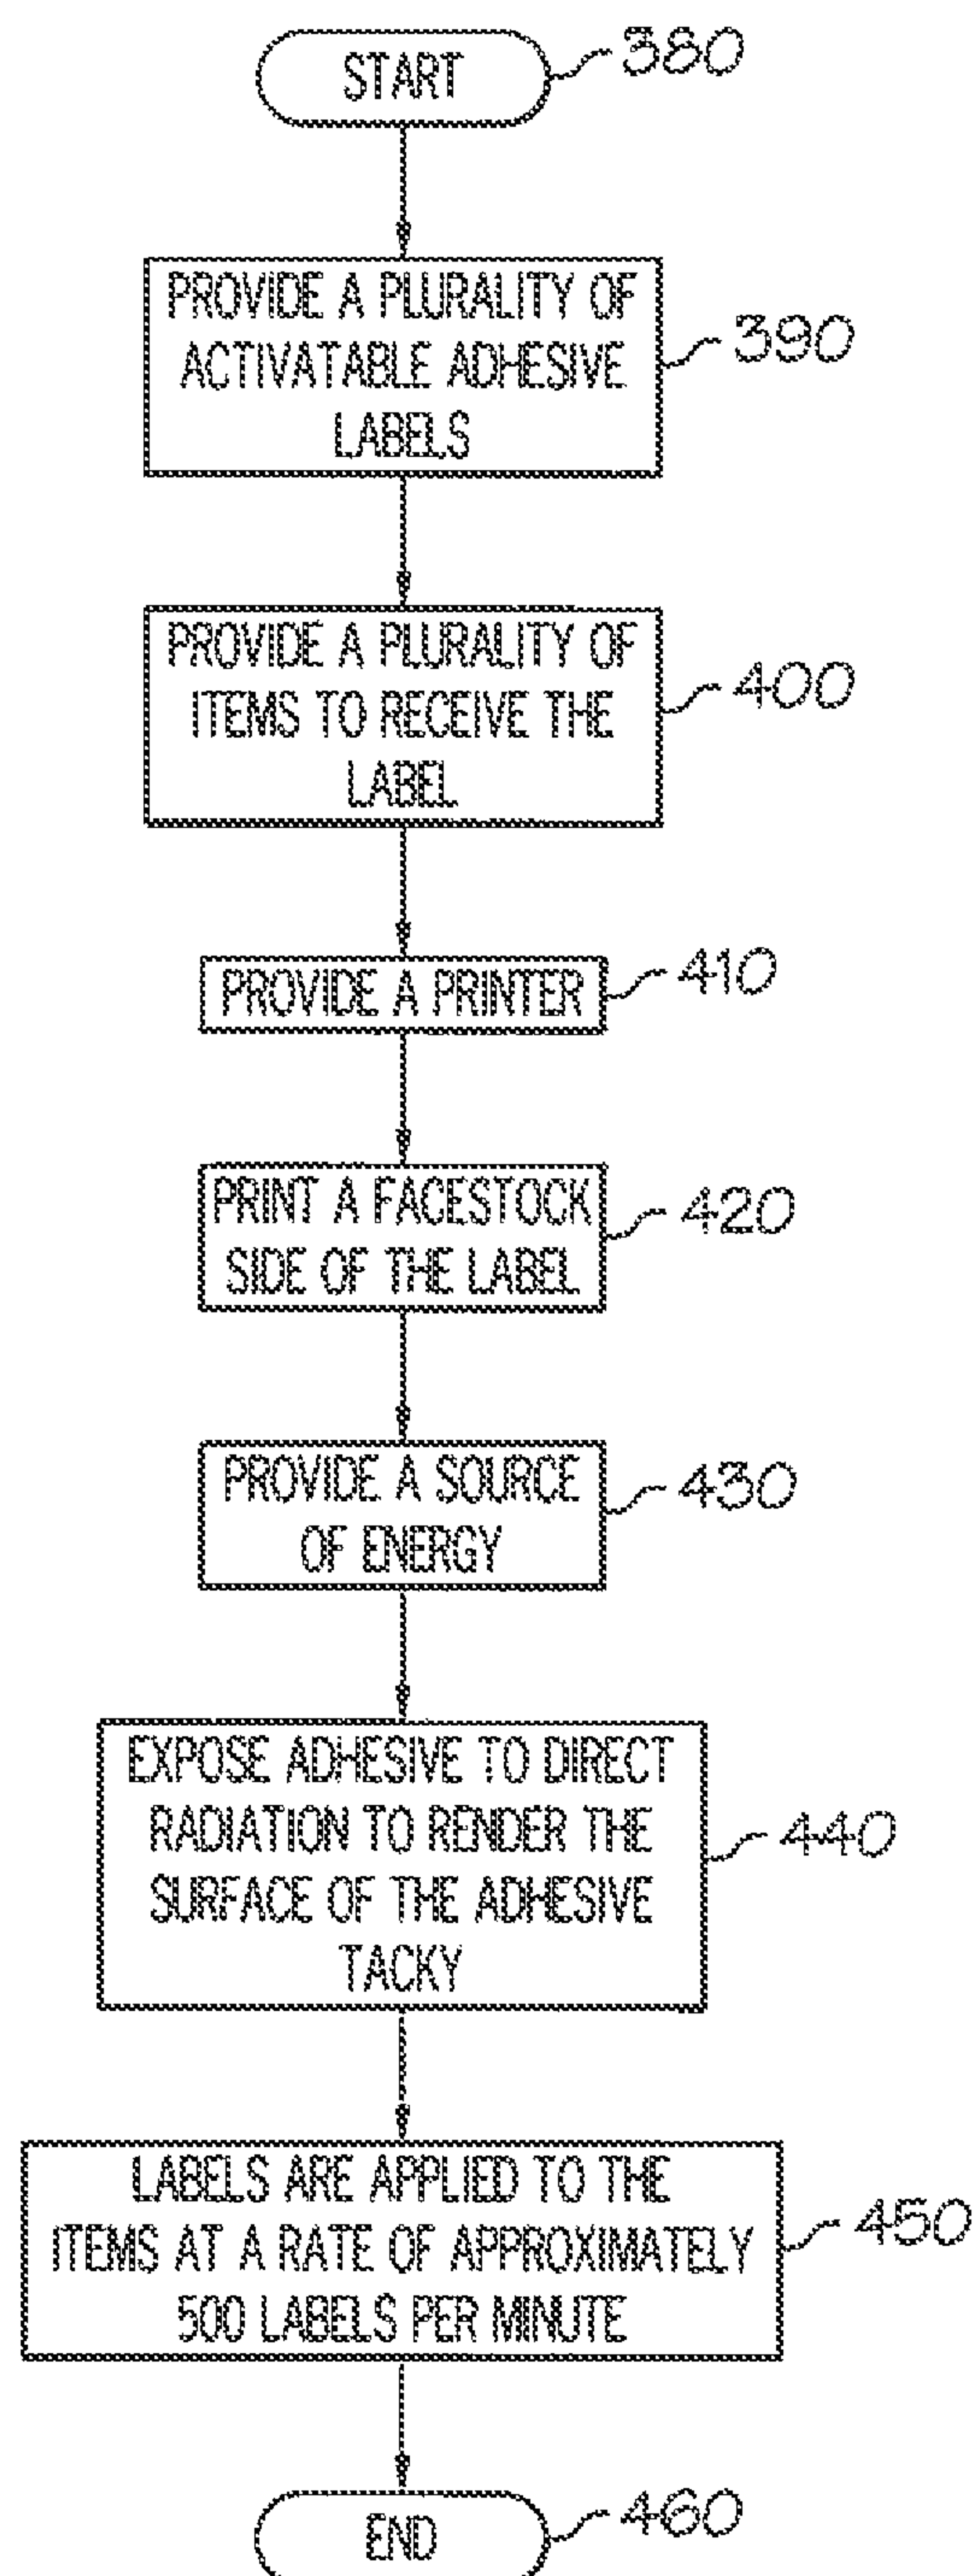 START
380
PROVIDE A PLURALITY OF
ACTIVATABLE ADHESIVE
LABELS
390
PROVIDE A PLURALITY OF
ITEMS TO RECEIVE THE
LABEL
400
PROVIDE A PRINTER
410
PRINT A FACESTOCK
SIDE OF THE LABEL
420
PROVIDE A SOURCE
OF ENERGY
430
EXPOSE ADHESIVE TO DIRECT
RADIATION TO RENDER THE
SURFACE OF THE ADHESIVE
TACKY
440
LABELS ARE APPLIED TO THE
ITEMS AT A RATE OF APPROXIMATELY
500 LABELS PER MINUTE
450
END
460